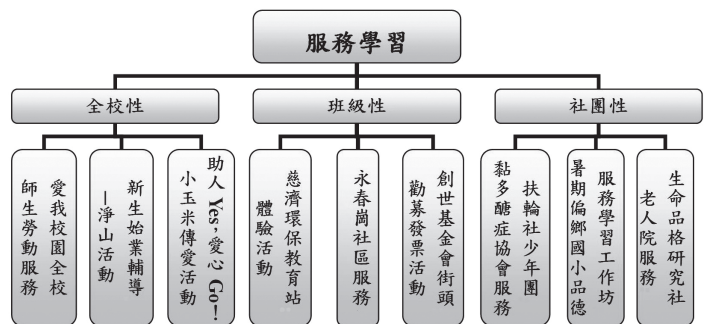 服務學習
全校性
班級性
社團性
愛我校園全校
師生勞動服務
新生始業輔導
—淨山活動
助人 Yes, 愛心 Go!
小玉米傳愛活動
慈濟環保教育站
體驗活動
永春崗社區服務
創世基金會街頭
勸募發票活動
扶輪社少年團
黏多醣症協會服務
服務學習工作坊
暑期偏鄉國小品德
生命品格研究社
老人院服務